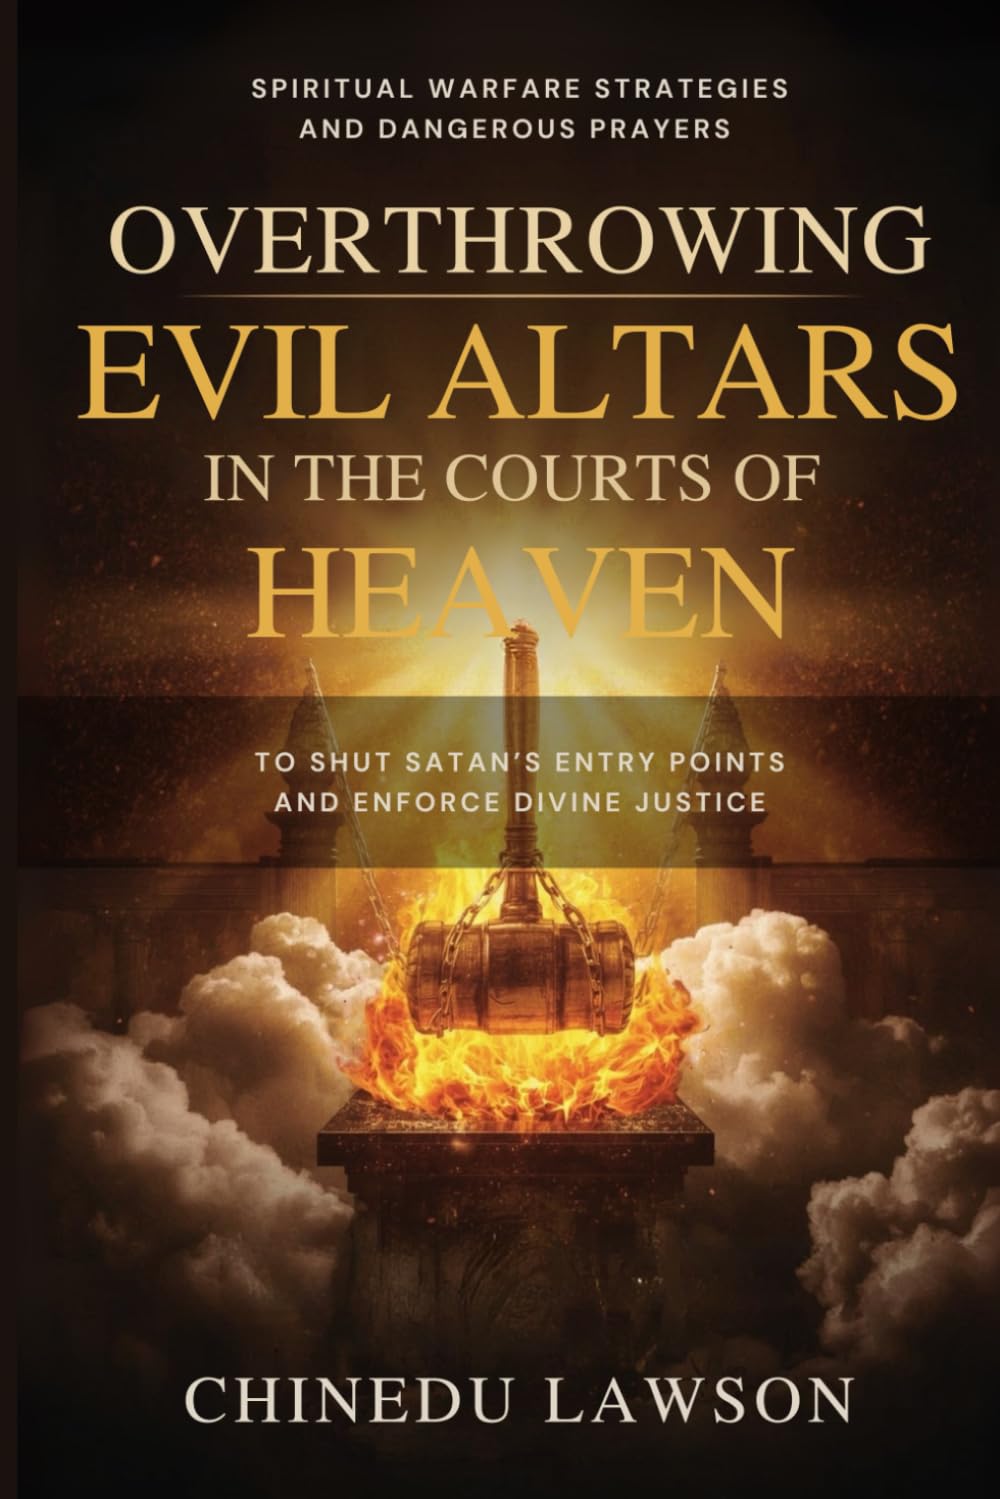 SPIRITUAL WARFARE STRATEGIES
AND DANGEROUS PRAYERS
OVERTHROWING
EVIL ALTARS
IN THE COURTS OF
HEAVEN
TO SHUT SATAN'S ENTRY POINTS
AND ENFORCE DIVINE JUSTICE
CHINEDU LAWSON